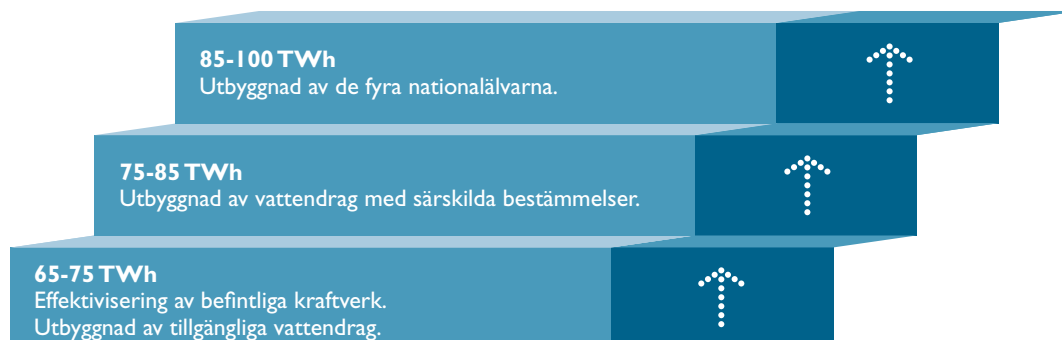 85-100 TWh
Utbyggnad av de fyra nationalälvarna.
75-85 TWh
Utbyggnad av vattendrag med särskilda bestämmelser.
65-75 TWh
Effektivisering av befintliga kraftverk.
Utbyggnad av tillgängliga vattendrag.